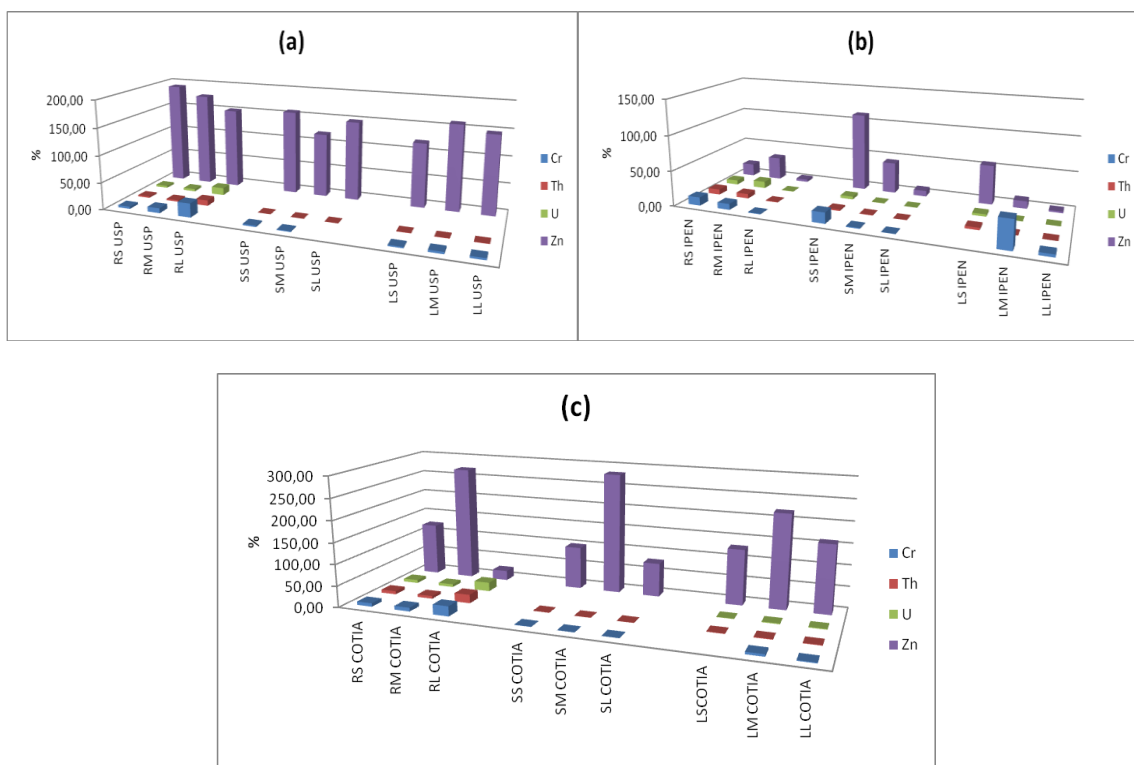 (a)
200,00
150,00
100,00
50,00
0,00
%
RS USP
RM USP
RL USP
SS USP
SM USP
SL USP
LS USP
LM USP
LL USP
Cr
Th
U
Zn
(b)
150,00
100,00
50,00
0,00
%
RS IPEN
RM IPEN
RL IPEN
SS IPEN
SM IPEN
SL IPEN
LS IPEN
LM IPEN
LL IPEN
Cr
Th
U
Zn
(c)
300,00
250,00
200,00
150,00
100,00
50,00
0,00
%
RS COTIA
RM COTIA
RL COTIA
SS COTIA
SM COTIA
SL COTIA
LSCOTIA
LM COTIA
LL COTIA
Cr
Th
U
Zn